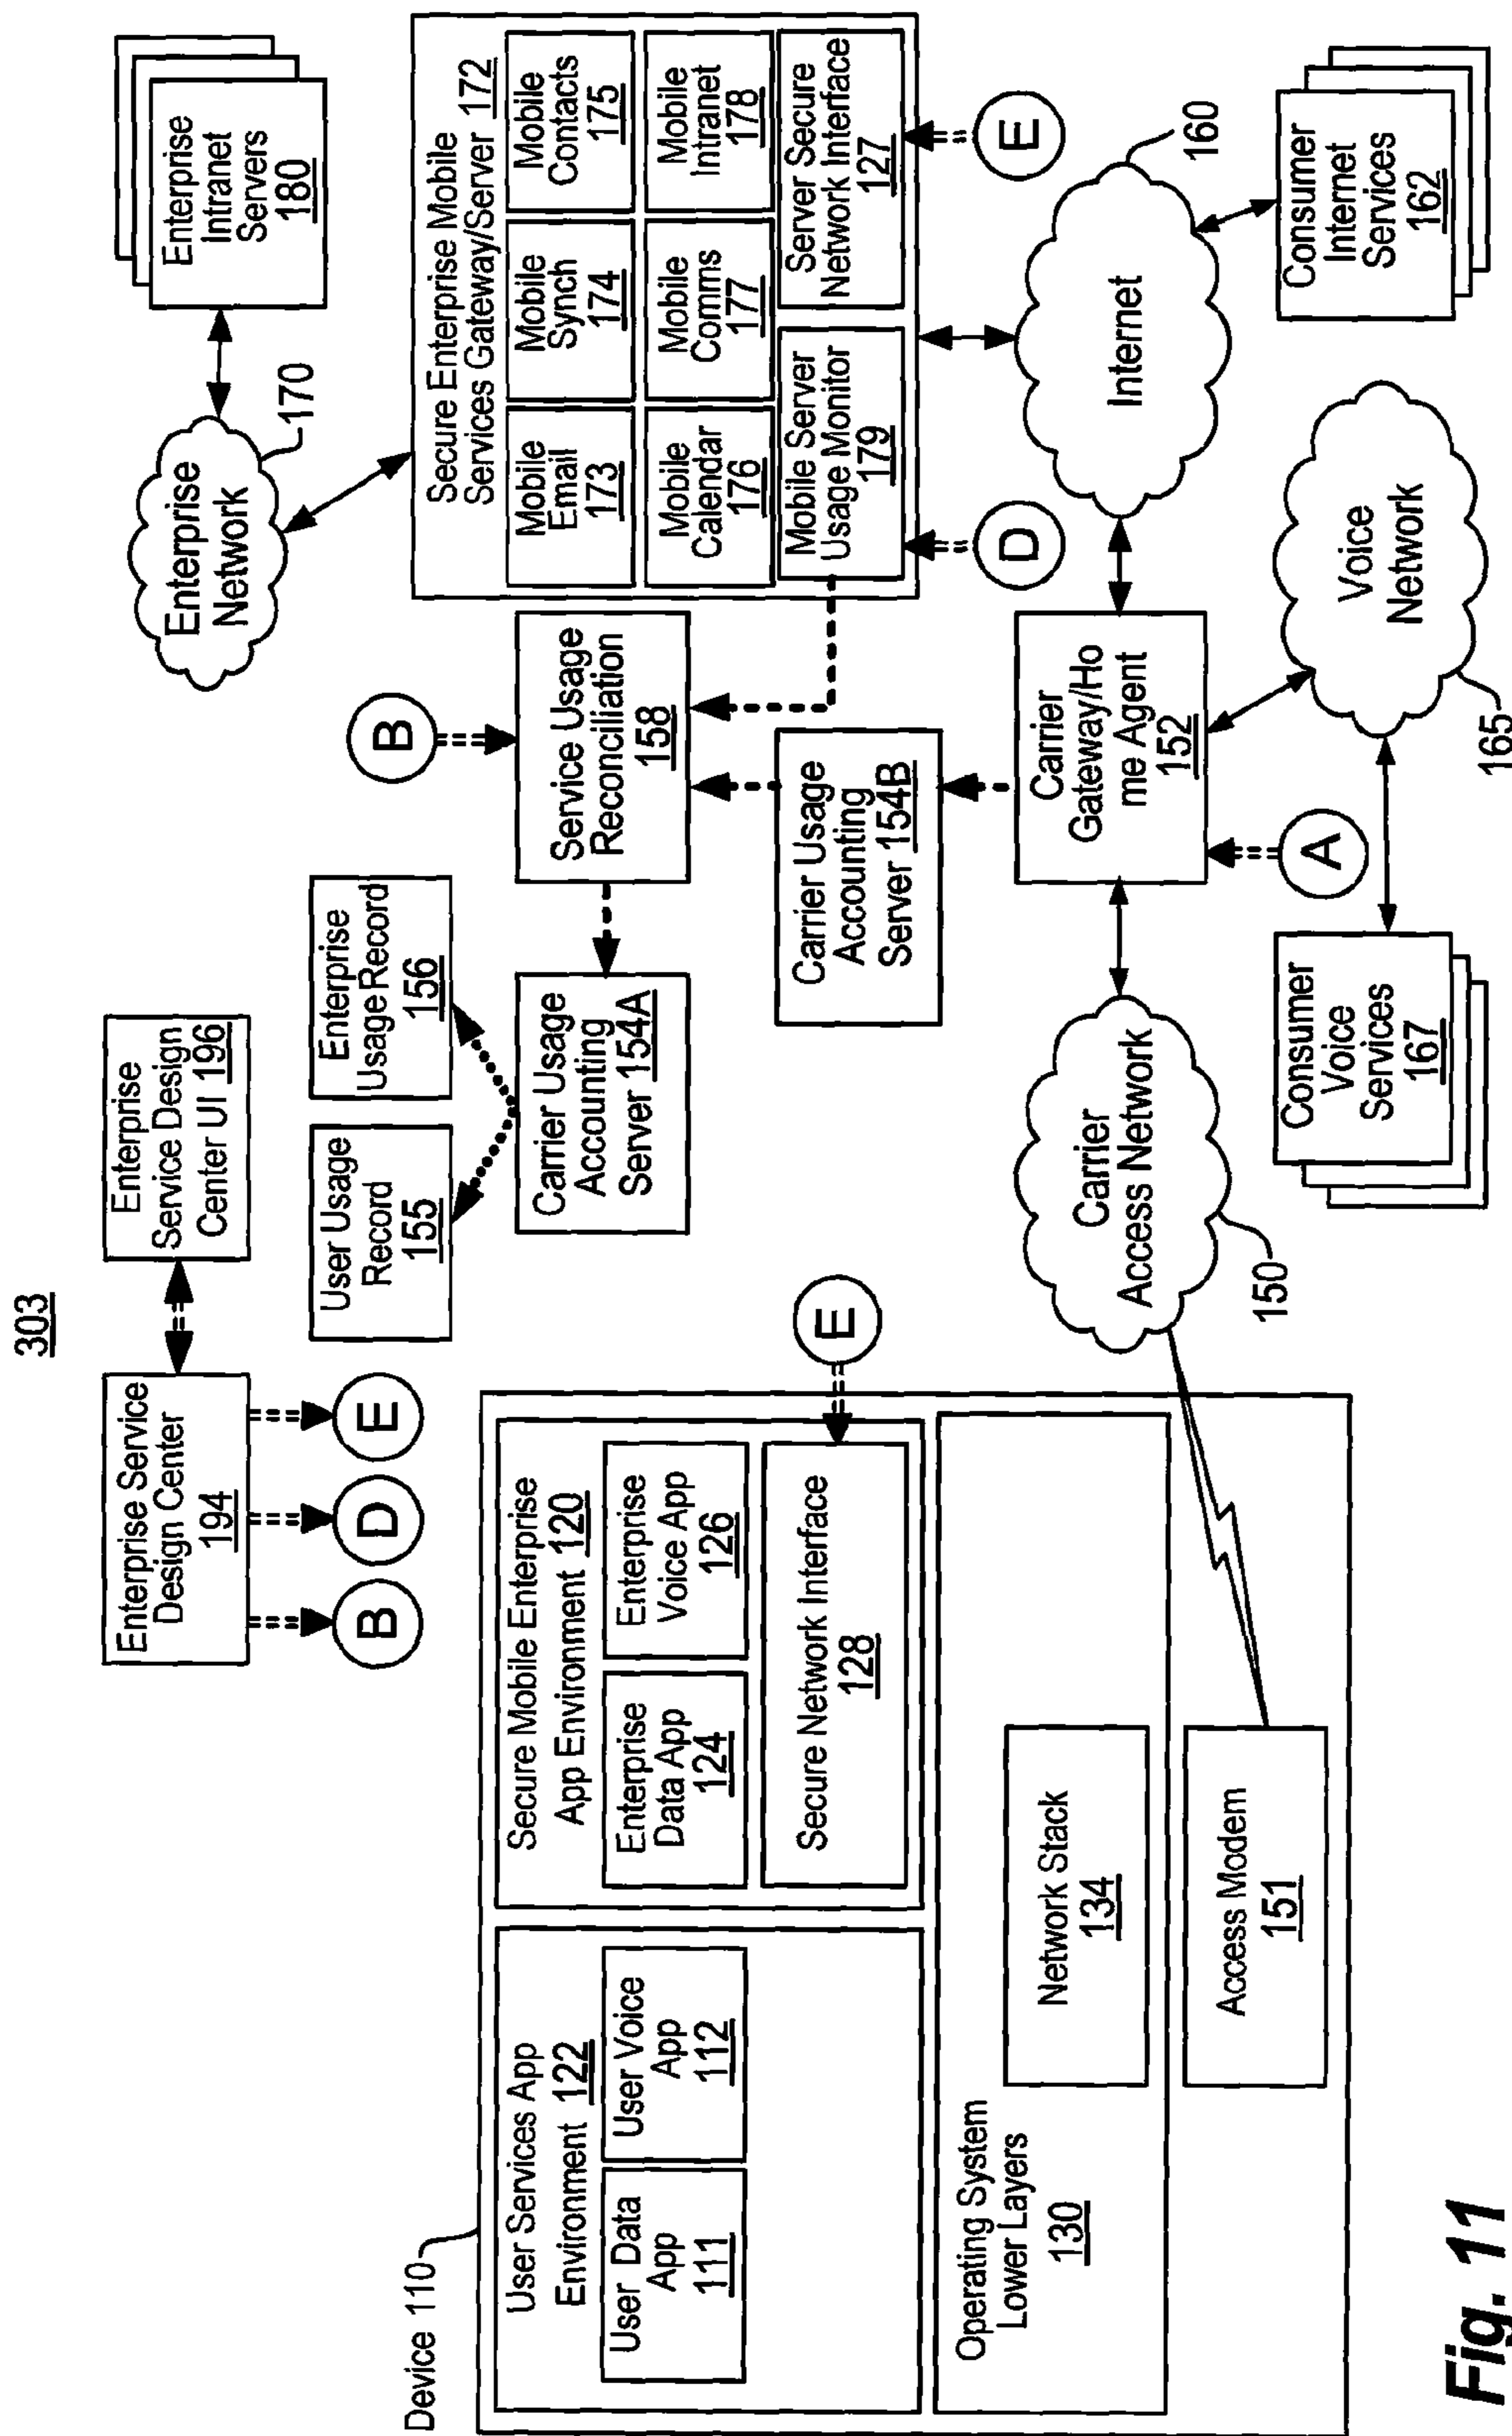 303
Enterprise Service
Design Center
194
Enterprise
Service Design
Center UI 196
B
D
E
User Usage
Record
155
Enterprise
Usage Record
156
Carrier Usage
Accounting
Server 154A
B
Service Usage
Reconciliation
158
Carrier Usage
Accounting
Server 154B
Enterprise
Network
170
Enterprise
Intranet
Servers
180
Secure Enterprise Mobile
Services Gateway/Server 172
Mobile
Email
173
Mobile
Synch
174
Mobile
Contacts
175
Mobile
Calendar
176
Mobile
Comms
177
Mobile
Intranet
178
Mobile Server
Usage Monitor
179
Server Secure
Network Interface
127
D
E
Device 110
User Services App
Environment 122
User Data
App
111
User Voice
App
112
Secure Mobile Enterprise
App Environment 120
Enterprise
Data App
124
Enterprise
Voice App
126
Secure Network Interface
128
E
Operating System
Lower Layers
130
Network Stack
134
Access Modem
151
Carrier
Access Network
150
Carrier
Gateway/Ho
me Agent
152
A
Internet
160
Consumer
Voice
Services
167
Voice
Network
165
Consumer
Internet
Services
162
Fig. 11